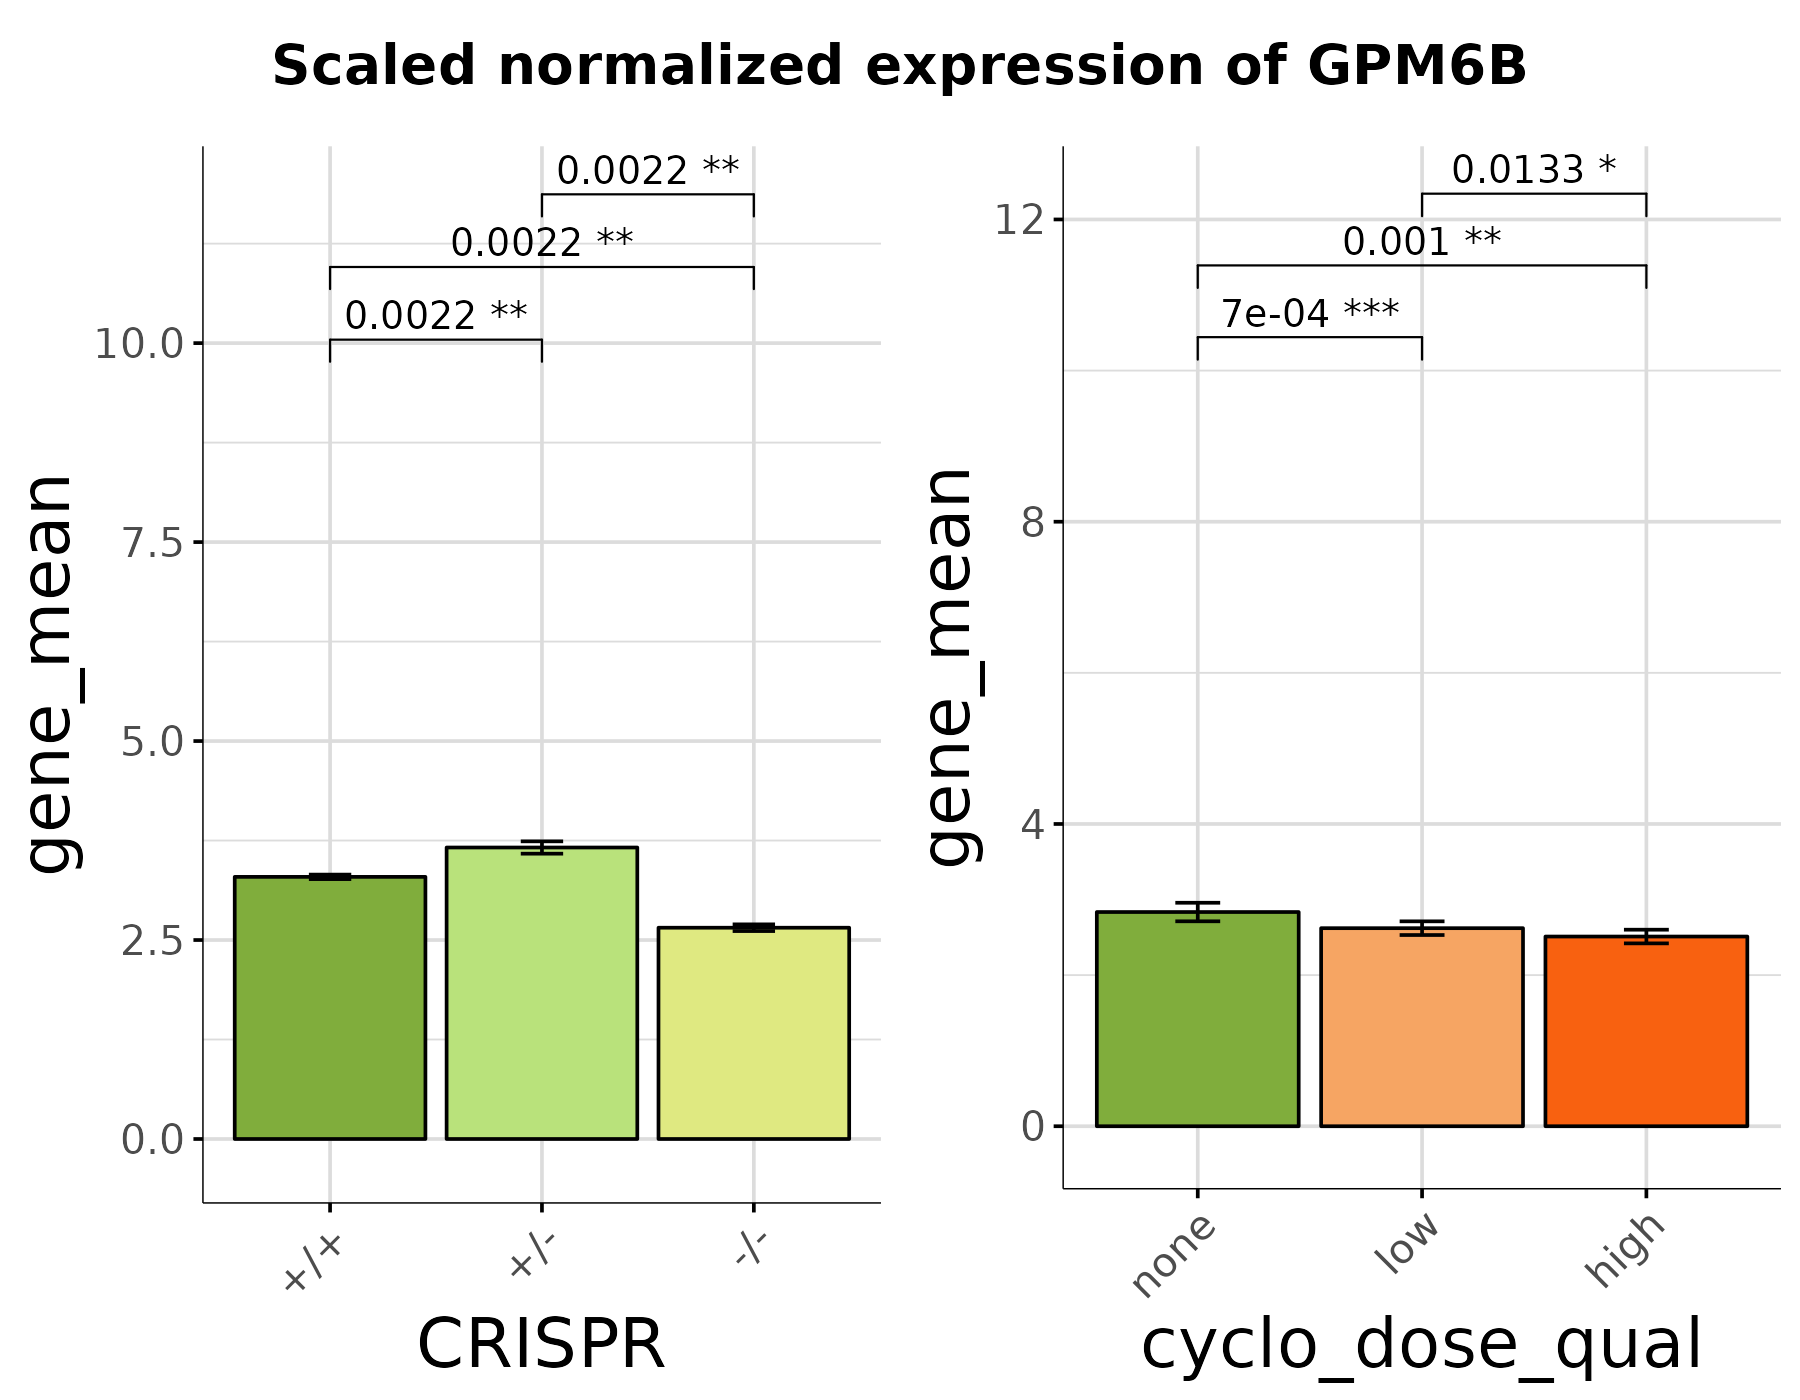 Scaled normalized expression of GPM6B
gene_mean
10.0
7.5
5.0
2.5
0.0
0.0022 **
0.0022 **
0.0022 **
+/+
+/-
-/-
CRISPR
gene_mean
12
8
4
0
0.0133 *
0.001 **
7e-04 ***
none
low
high
cyclo_dose_qual